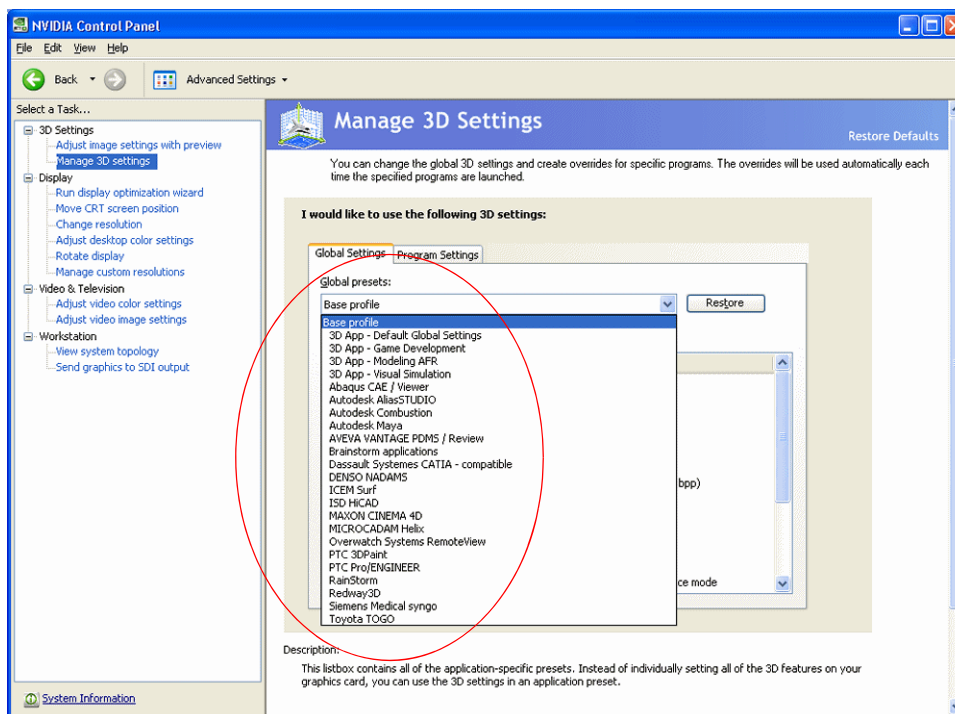 NVIDIA Control Panel
File Edit View Help
Back Advanced Settings
Select a Task...
3D Settings
Adjust image settings with preview
Manage 3D settings
Display
Run display optimization wizard
Move CRT screen position
Change resolution
Adjust desktop color settings
Rotate display
Manage custom resolutions
Video & Television
Adjust video color settings
Adjust video image settings
Workstation
View system topology
Send graphics to SDI output
System Information
Manage 3D Settings
Restore Defaults
You can change the global 3D settings and create overrides for specific programs. The overrides will be used automatically each
time the specified programs are launched.
I would like to use the following 3D settings:
Global Settings Program Settings
Global presets:
Base profile Restore
Base profile
3D App - Default Global Settings
3D App - Game Development
3D App - Modeling AFR
3D App - Visual Simulation
Abaqus CAE / Viewer
Autodesk AliasSTUDIO
Autodesk Combustion
Autodesk Maya
AVEVA VANTAGE PDMS / Review
Brainstorm applications
Dassault Systemes CATIA - compatible
DENSO NADAMS
ICEM Surf
bpp)
ISD HiCAD
MAXON CINEMA 4D
MICROCADAM Helix
Overwatch Systems RemoteView
PTC 3DPaint
PTC Pro/ENGINEER
RainStorm
ce mode
Redway3D
Siemens Medical syngo
Toyota TOGO
Description:
This listbox contains all of the application-specific presets. Instead of individually setting all of the 3D features on your
graphics card, you can use the 3D settings in an application preset.